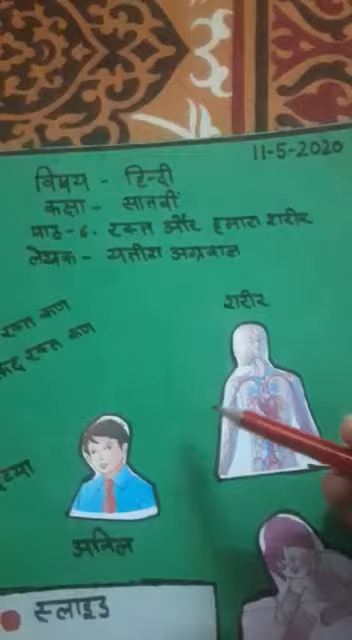 11-5-2020
विषय - हिन्दी
कक्षा - सातवीं
पाठ-6. रक्त और हमारा शरीर
लेखक - यतीश अग्रवाल
शरीर
रक्त कण
रक्त कण
अनिल
स्लाइड